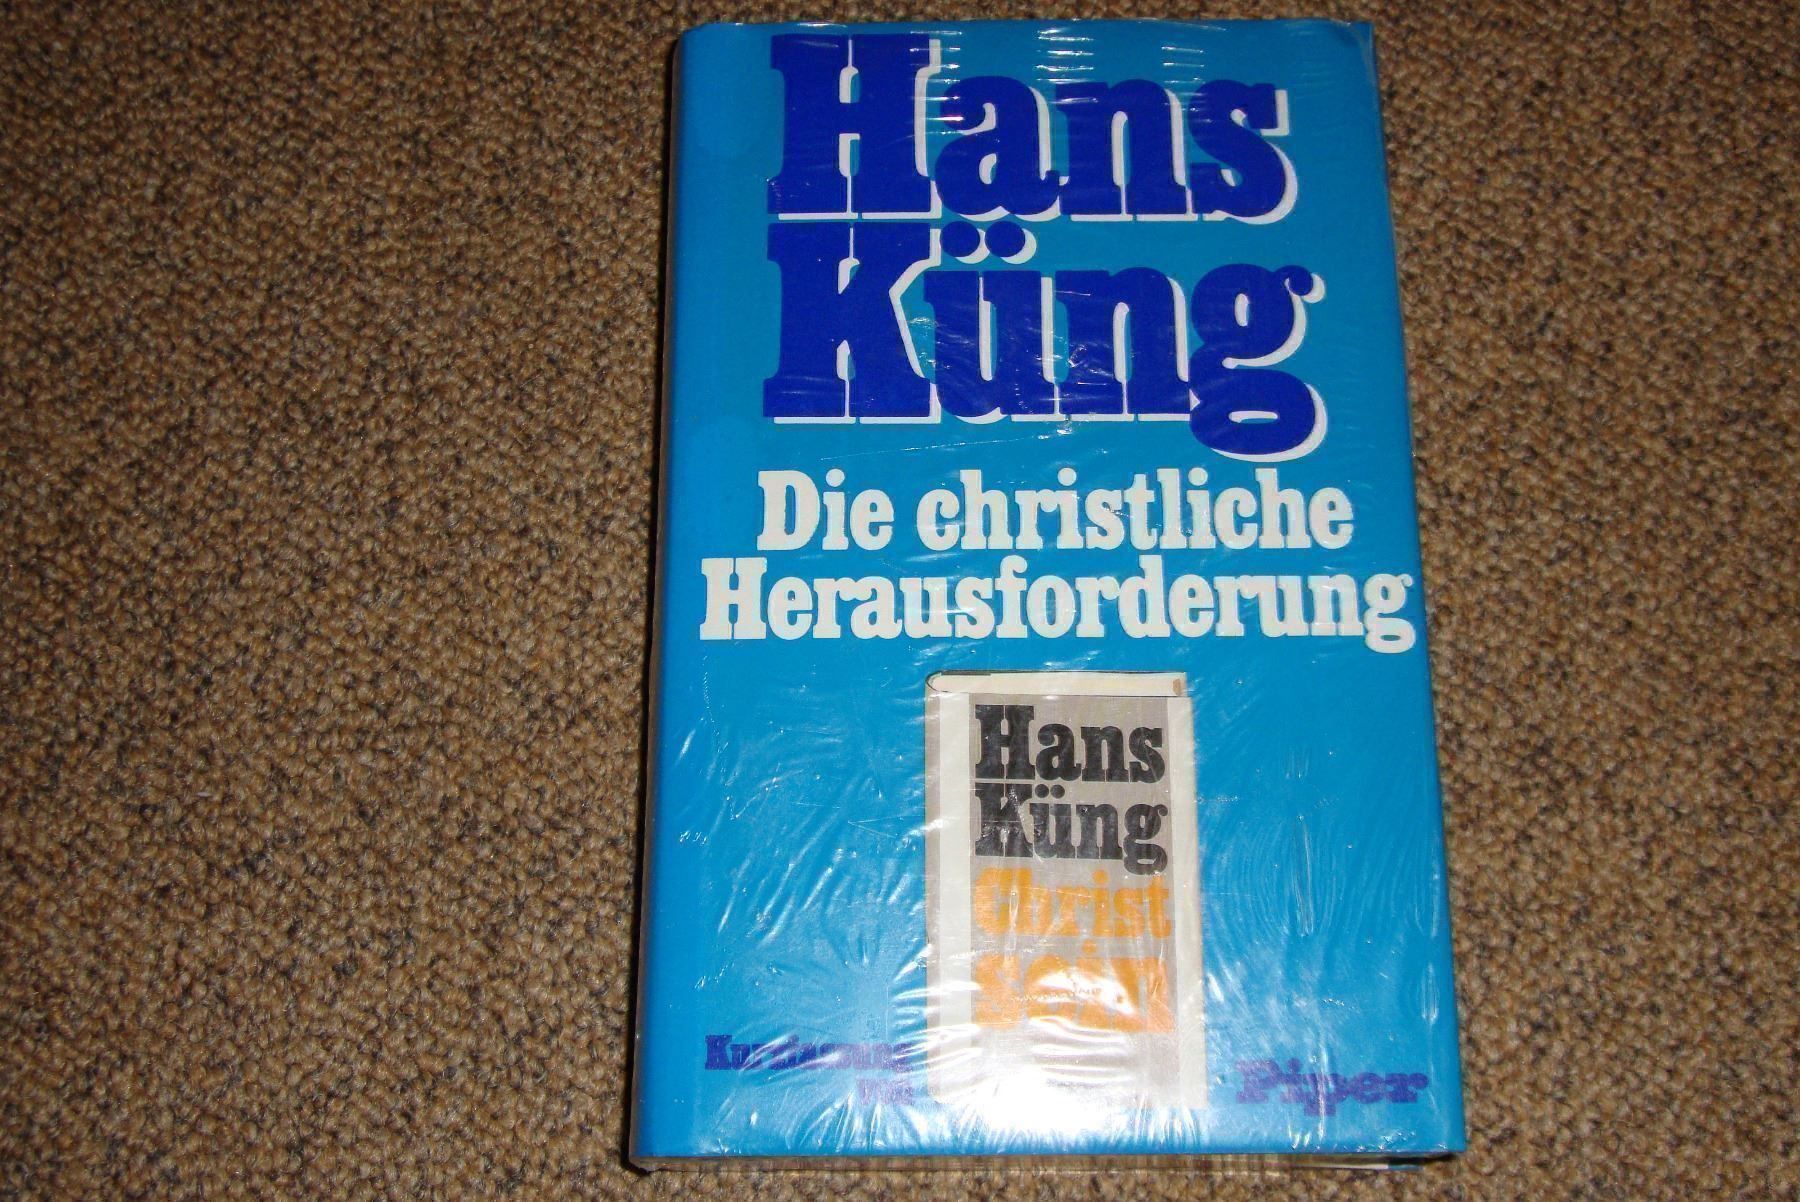 Hans
Küng
Die christliche
Herausforderung
Hans
Küng
Christ
sein
Kurzfassung
von
Piper